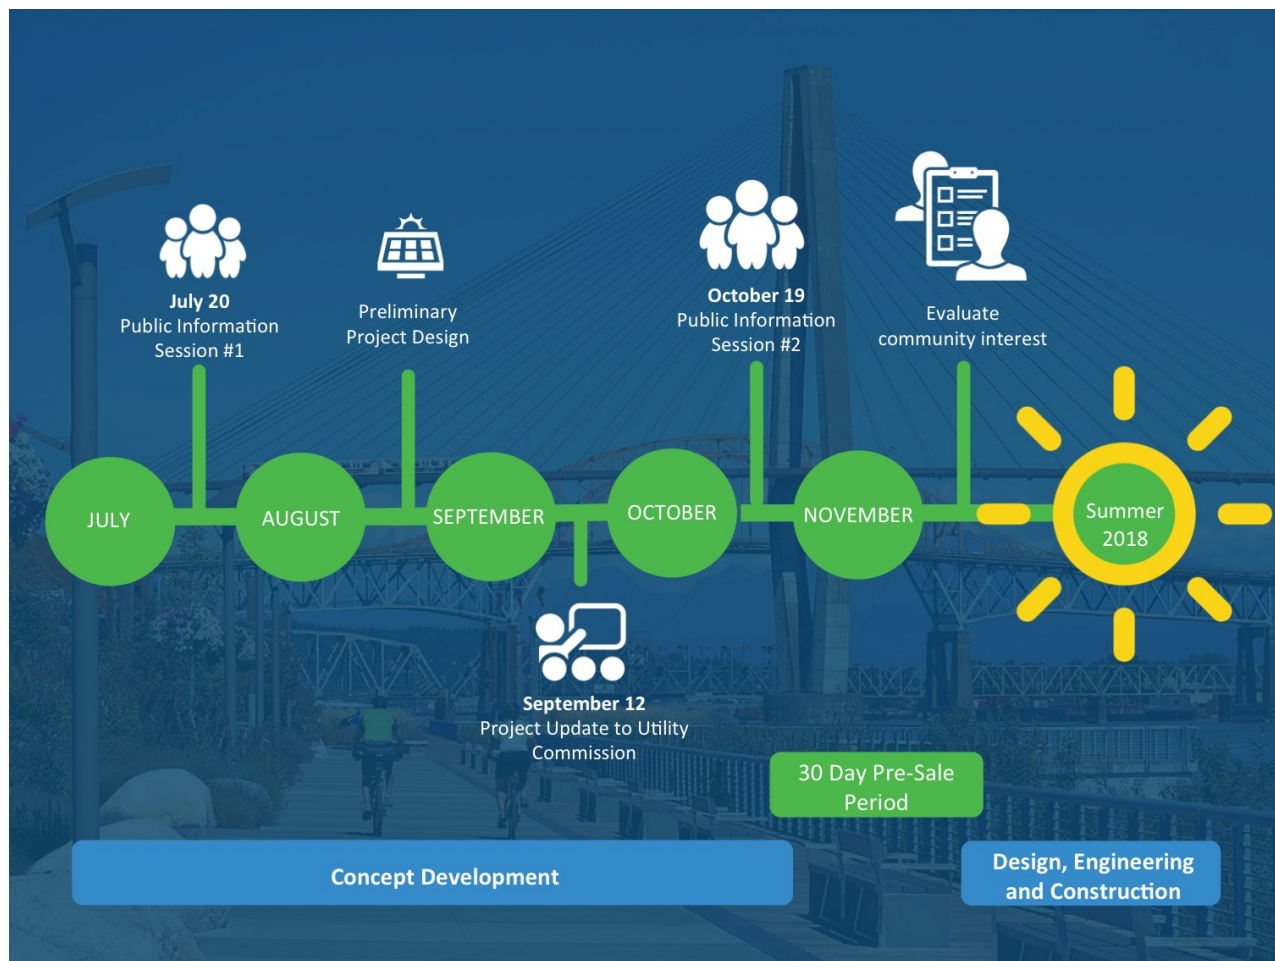 July 20
Public Information
Session #1
Preliminary
Project Design
October 19
Public Information
Session #2
Evaluate
community interest
JULY
AUGUST
SEPTEMBER
OCTOBER
NOVEMBER
Summer
2018
September 12
Project Update to Utility
Commission
30 Day Pre-Sale
Period
Concept Development
Design, Engineering
and Construction